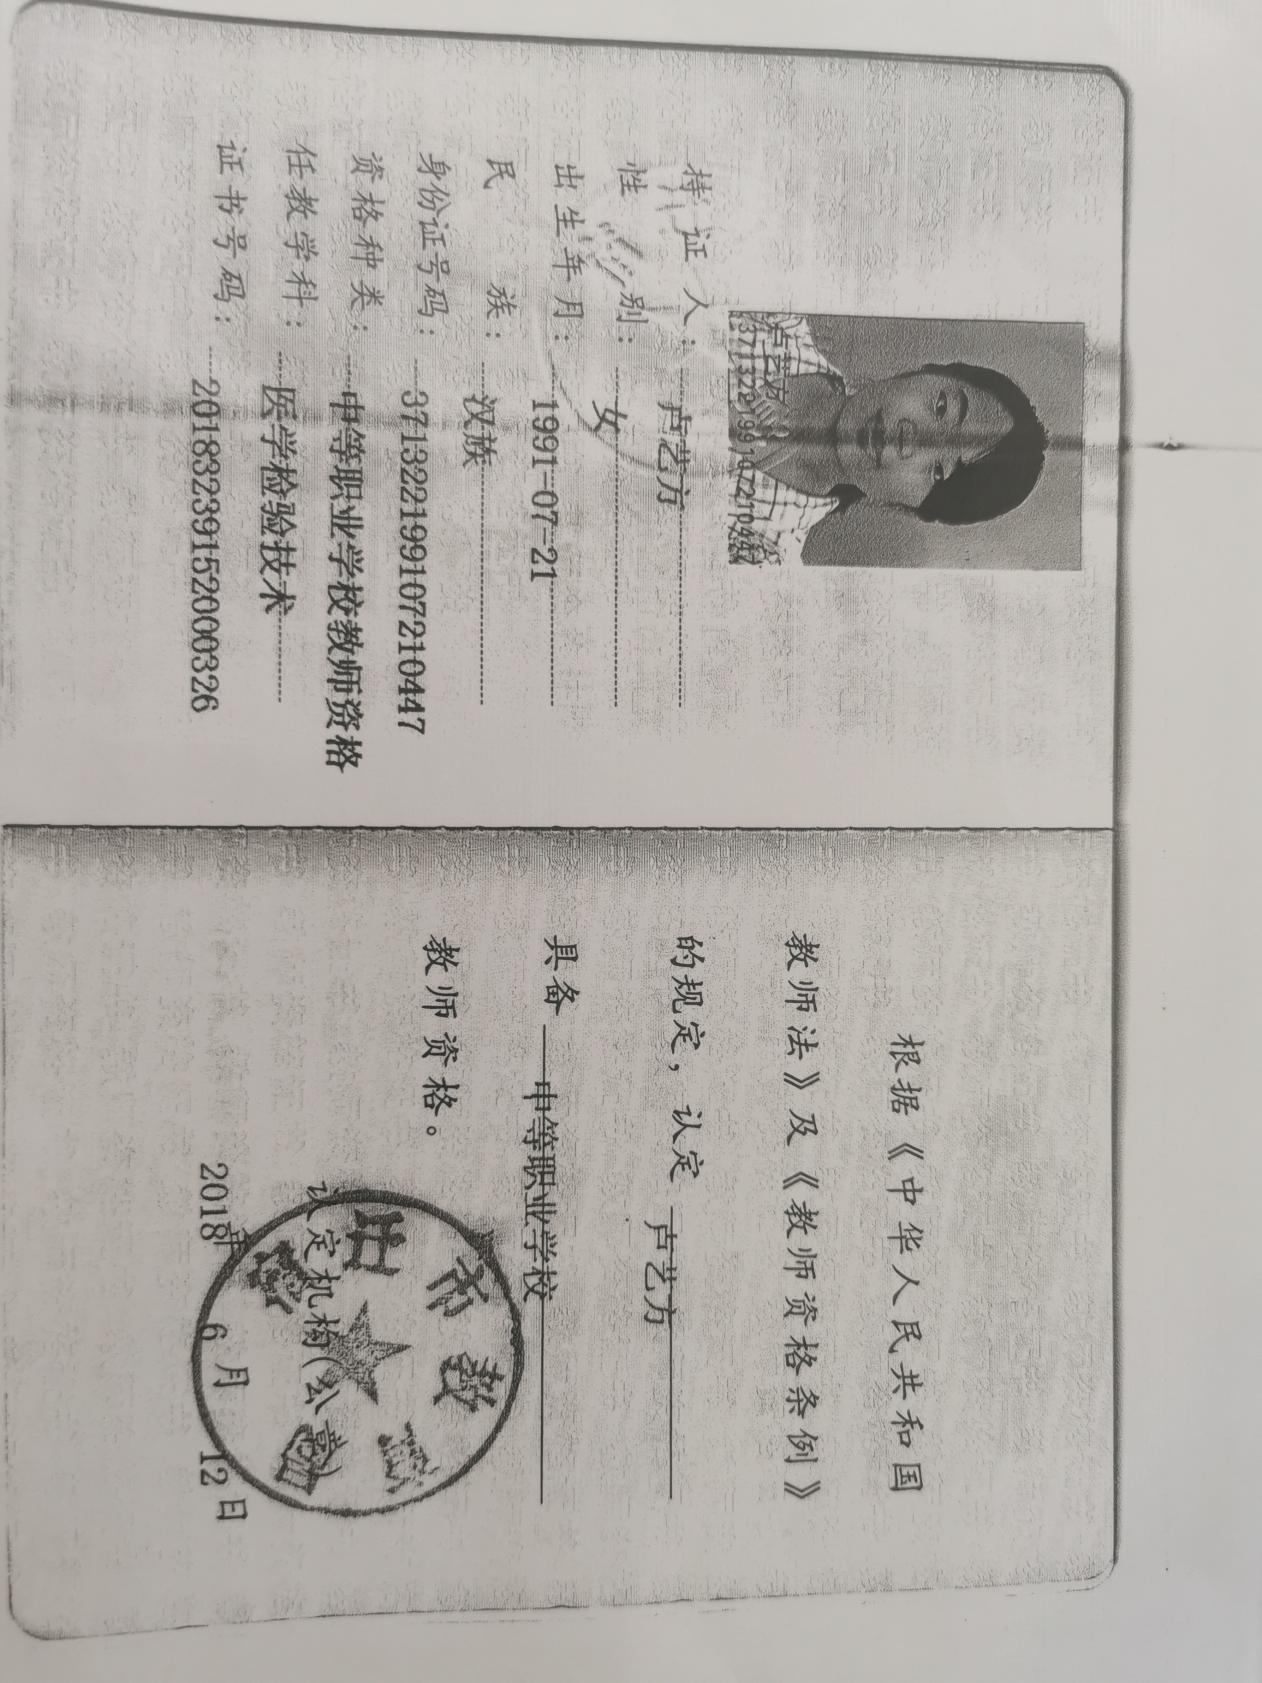 卢艺方
371322199107210447
持证人：卢艺方
性别：女
出生年月：1991-07-21
民族：汉族
身份证号码：371322199107210447
资格种类：中等职业学校教师资格
任教学科：医学检验技术
证书号码：20183239152000326
根据《中华人民共和国
教师法》及《教师资格条例》
的规定，认定 卢艺方
具备 中等职业学校
教师资格。
认定机构(公章)
2018年6月12日
市教